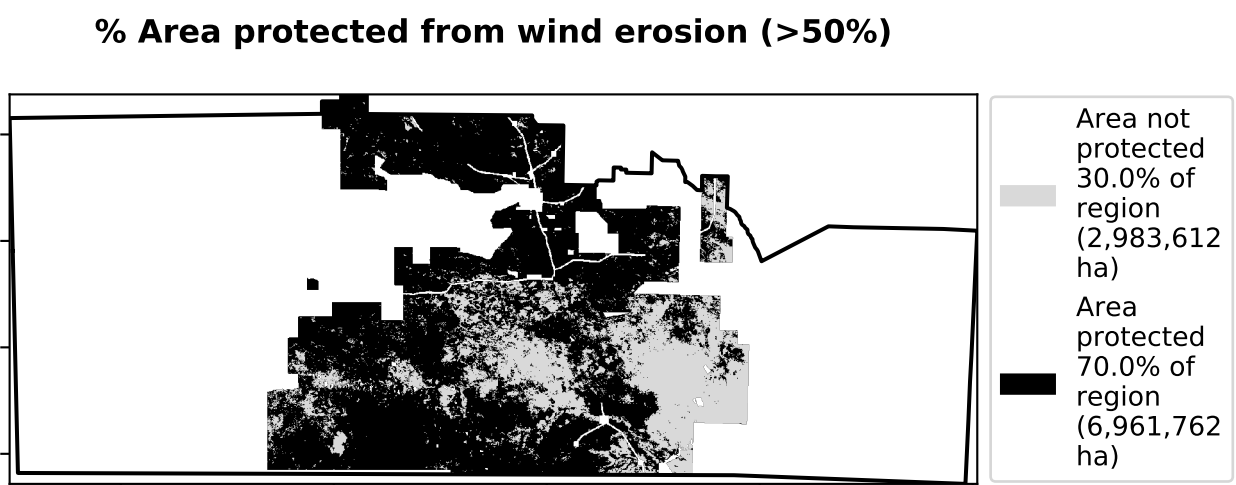 % Area protected from wind erosion (>50%)
Area not
protected
30.0% of
region
(2,983,612
ha)
Area
protected
70.0% of
region
(6,961,762
ha)